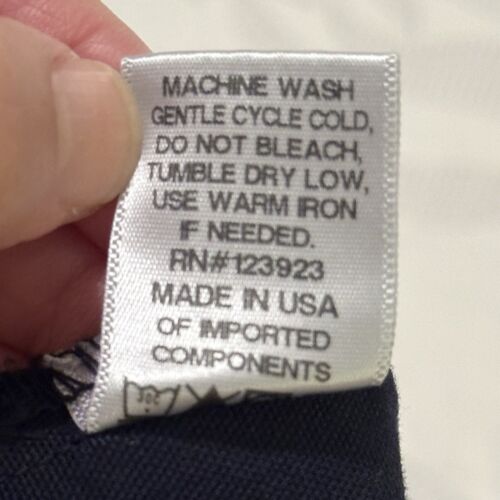 MACHINE WASH
GENTLE CYCLE COLD,
DO NOT BLEACH,
TUMBLE DRY LOW,
USE WARM IRON
IF NEEDED.
RN#123923
MADE IN USA
OF IMPORTED
COMPONENTS